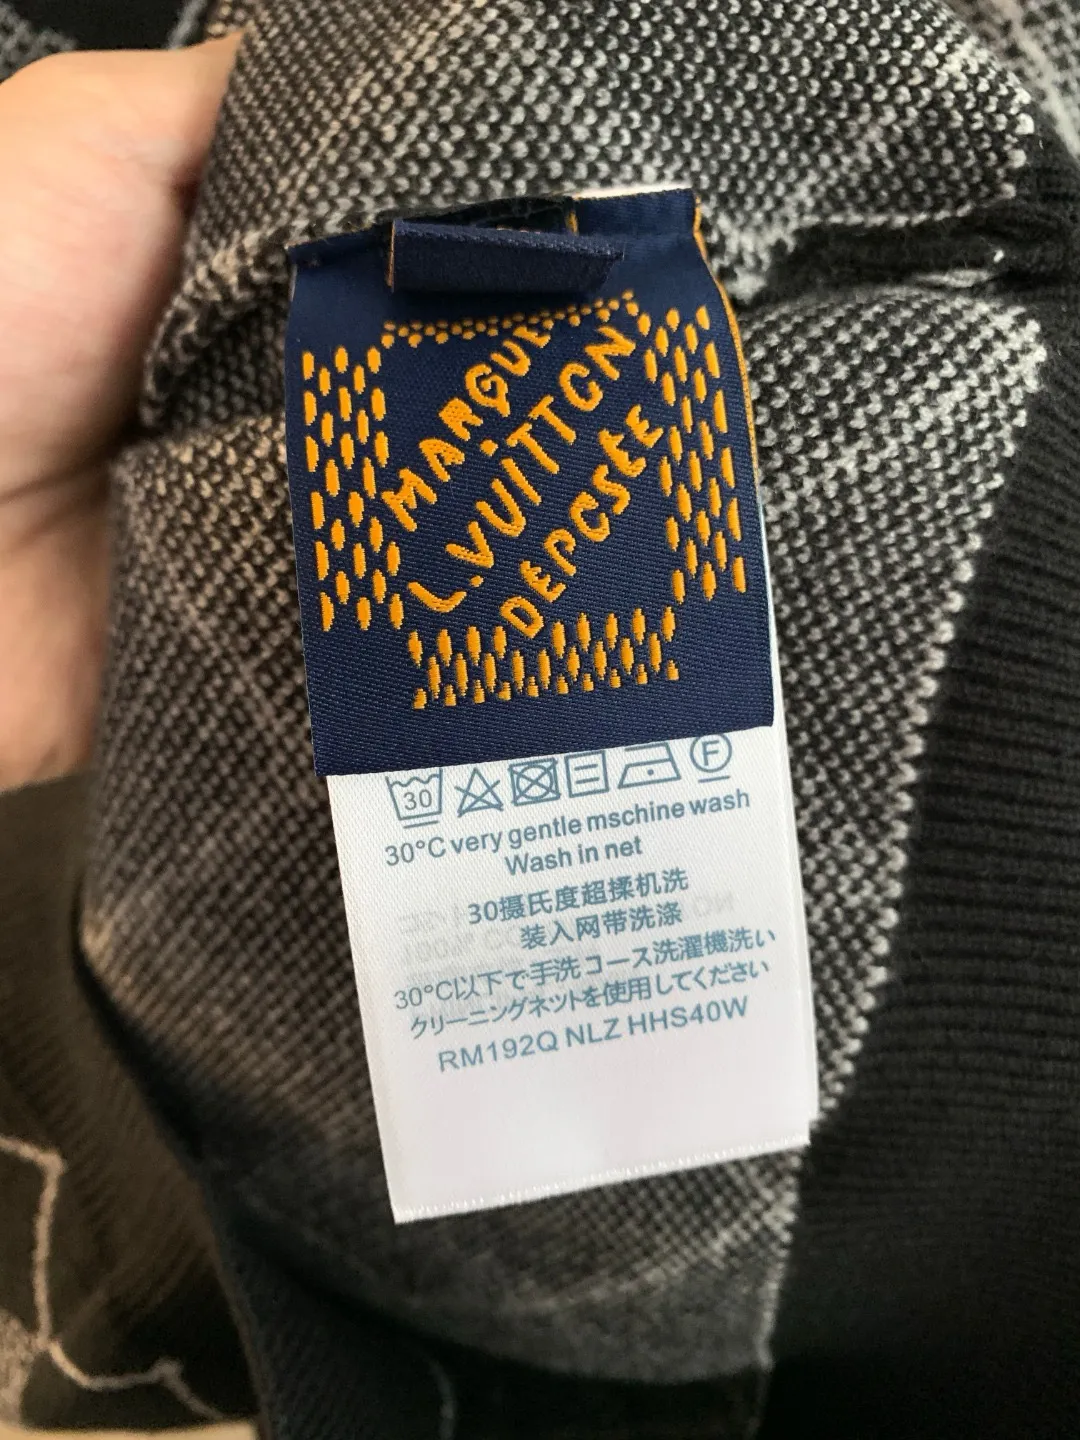 MARQUE
L.VUITTON
DÉPOSÉE
30
F
30°C very gentle mschine wash
Wash in net
30摄氏度超揉机洗
装入网带洗涤
30°C以下で手洗コース洗濯機洗い
クリーニングネットを使用してください
RM192Q NLZ HHS40W